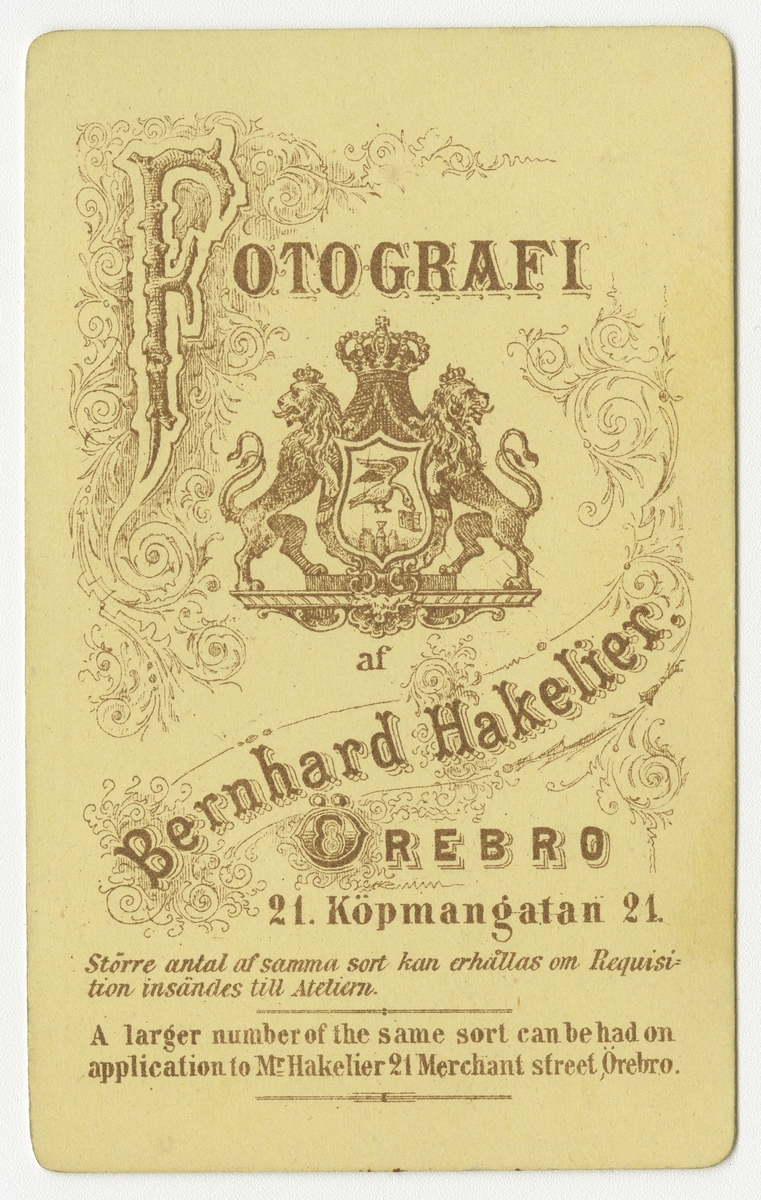 FOTOGRAFI
af
Bernhard Hakelier.
ÖREBRO
21. Köpmangatan 21.
Större antal af samma sort kan erhållas om Requisi-
tion insändes till Ateliern.
A larger number of the same sort can be had on
application to Mr Hakelier 21 Merchant street, Örebro.